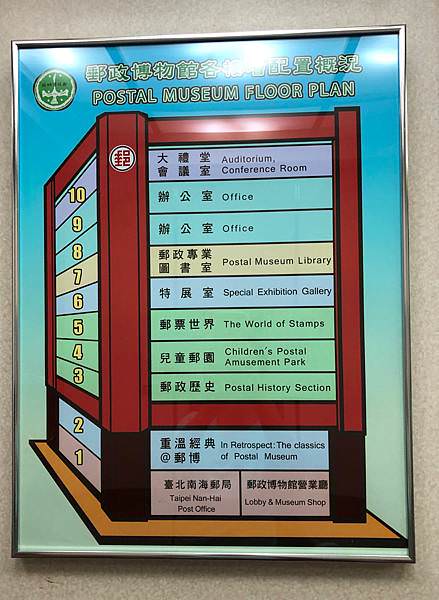 郵政博物館各樓層配置概況
POSTAL MUSEUM FLOOR PLAN
郵
10
大禮堂 Auditorium,
會議室 Conference Room
9
辦公室 Office
8
辦公室 Office
7
郵政專業
圖書室 Postal Museum Library
6
特展室 Special Exhibition Gallery
5
郵票世界 The World of Stamps
4
兒童郵園 Children's Postal
Amusement Park
3
郵政歷史 Postal History Section
2
重溫經典 In Retrospect:The classics
@郵博 of Postal Museum
1
臺北南海郵局
Taipei Nan-Hai
Post Office
郵政博物館營業廳
Lobby & Museum Shop